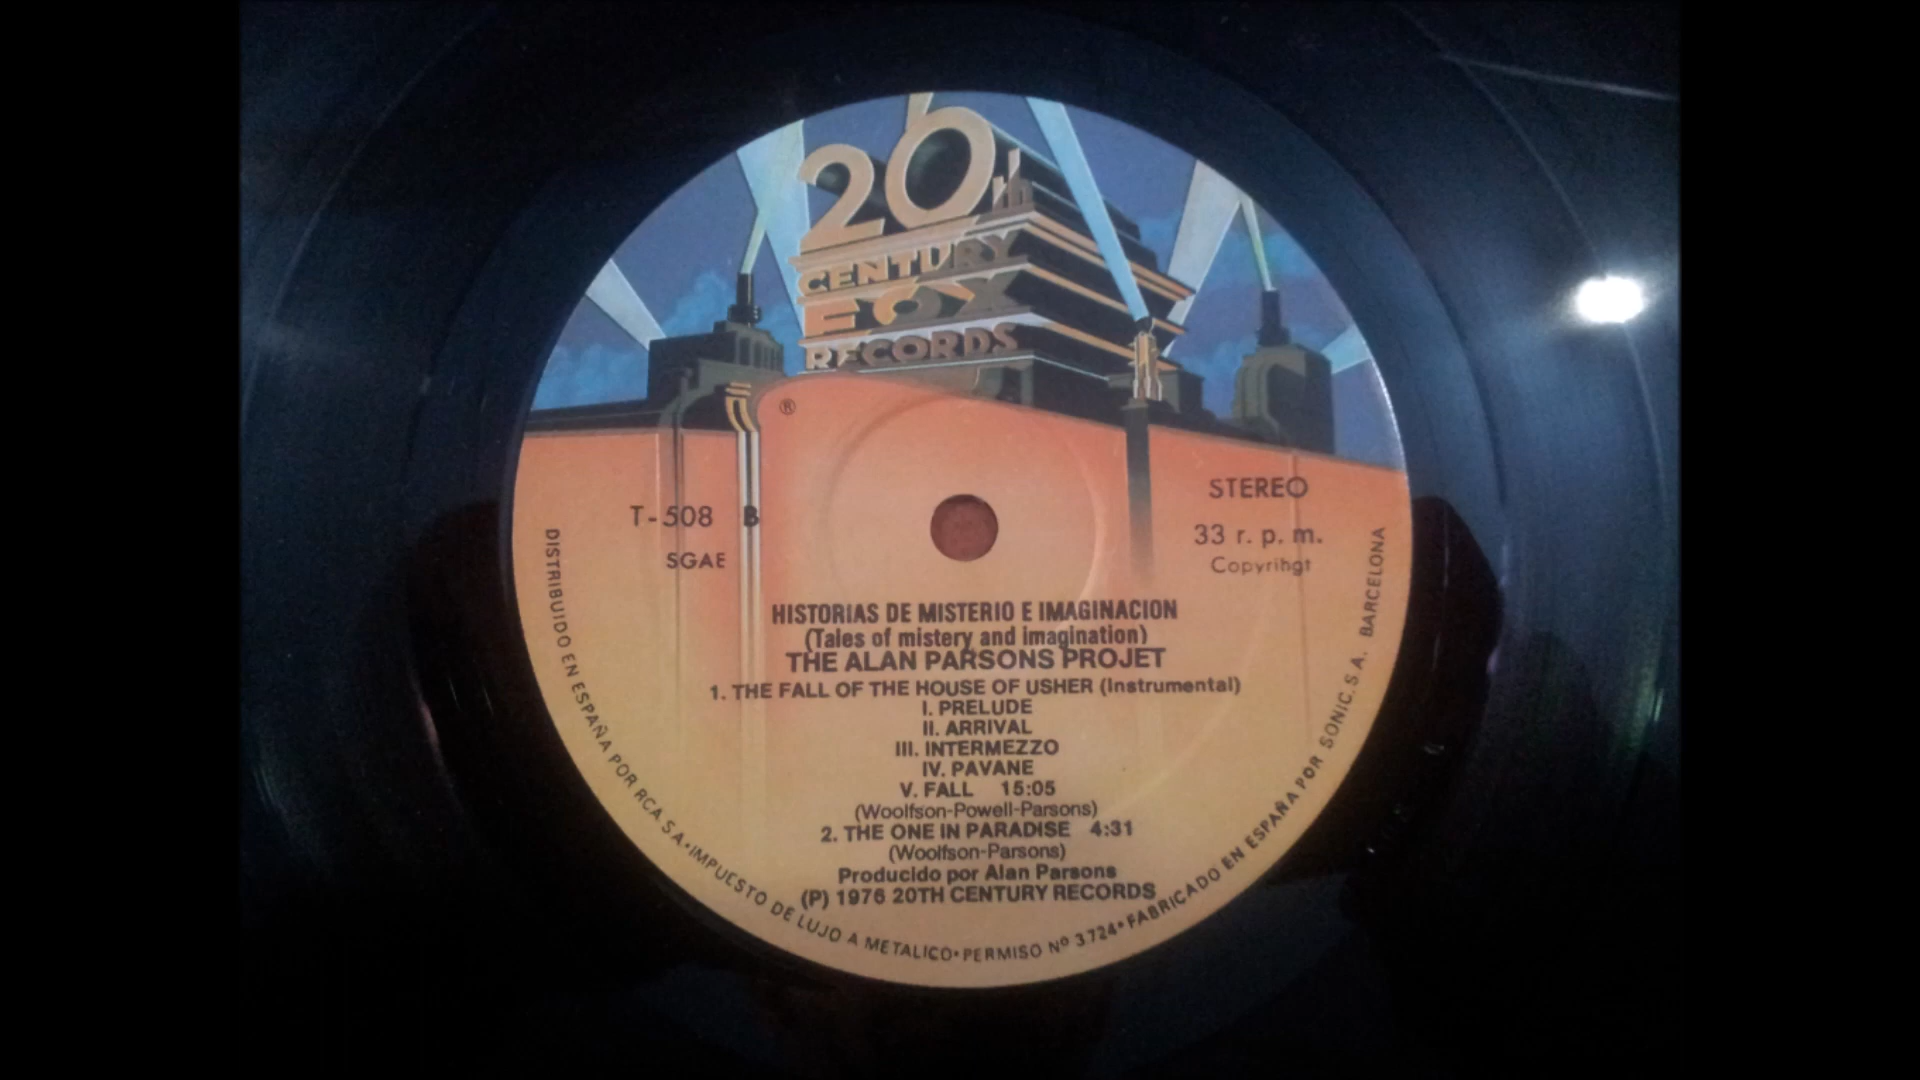 20th
CENTURY
FOX
RECORDS
®
T-508 B
SGAE
STEREO
33 r. p. m.
Copyrihgt
HISTORIAS DE MISTERIO E IMAGINACION
(Tales of mistery and imagination)
THE ALAN PARSONS PROJET
1. THE FALL OF THE HOUSE OF USHER (Instrumental)
I. PRELUDE
II. ARRIVAL
III. INTERMEZZO
IV. PAVANE
V. FALL 15:05
(Woolfson-Powell-Parsons)
2. THE ONE IN PARADISE 4:31
(Woolfson-Parsons)
Producido por Alan Parsons
(P) 1976 20TH CENTURY RECORDS
DISTRIBUIDO EN ESPAÑA POR RCA S.A.•IMPUESTO DE LUJO A METALICO•PERMISO Nº 3.724•FABRICADO EN ESPAÑA POR SONIC. S. A. BARCELONA